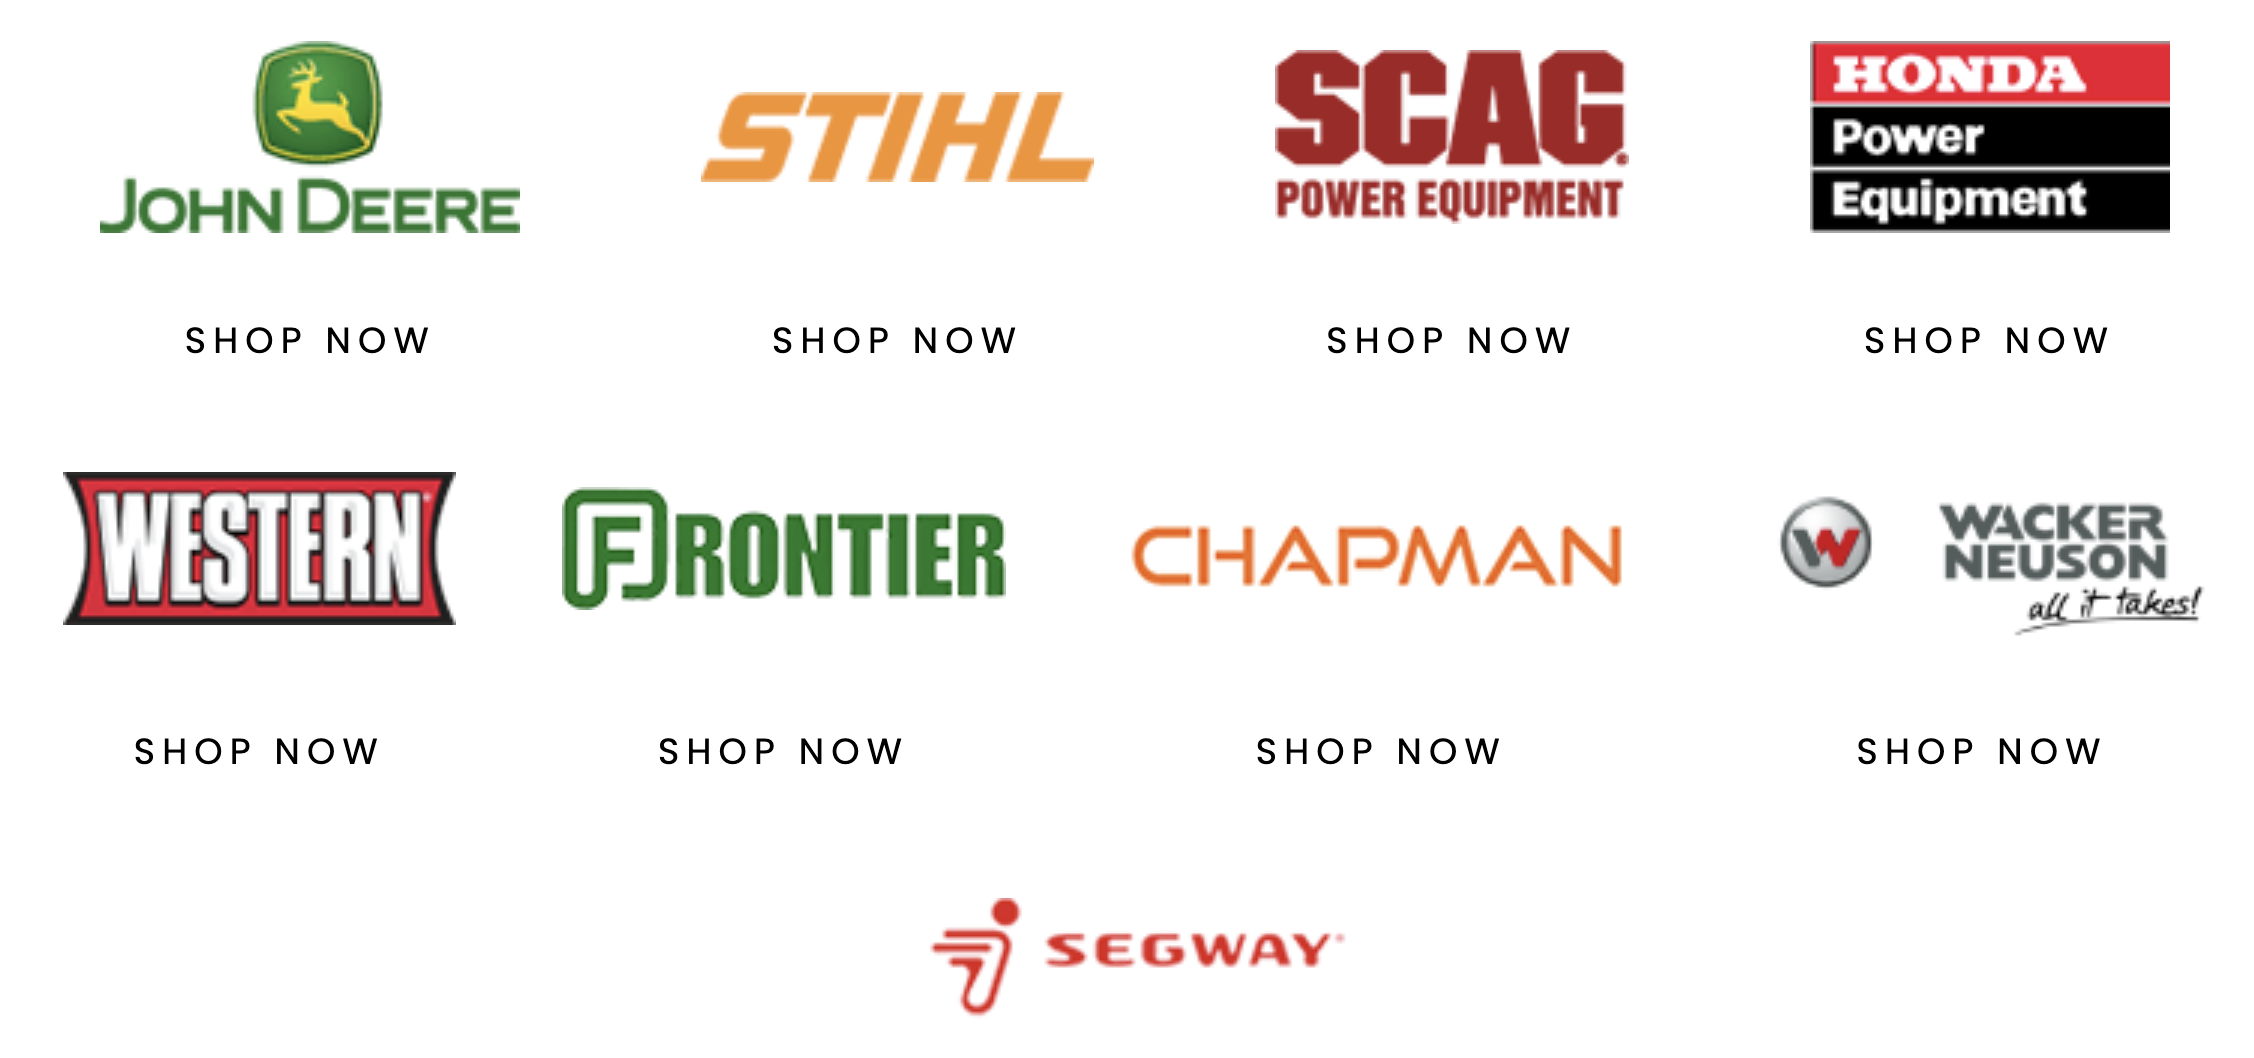 JOHN DEERE
STIHL
SCAG.
POWER EQUIPMENT
HONDA
Power
Equipment
SHOP NOW
SHOP NOW
SHOP NOW
SHOP NOW
WESTERN
FRONTIER
CHAPMAN
W
WACKER
NEUSON
all it takes!
SHOP NOW
SHOP NOW
SHOP NOW
SHOP NOW
SEGWAY